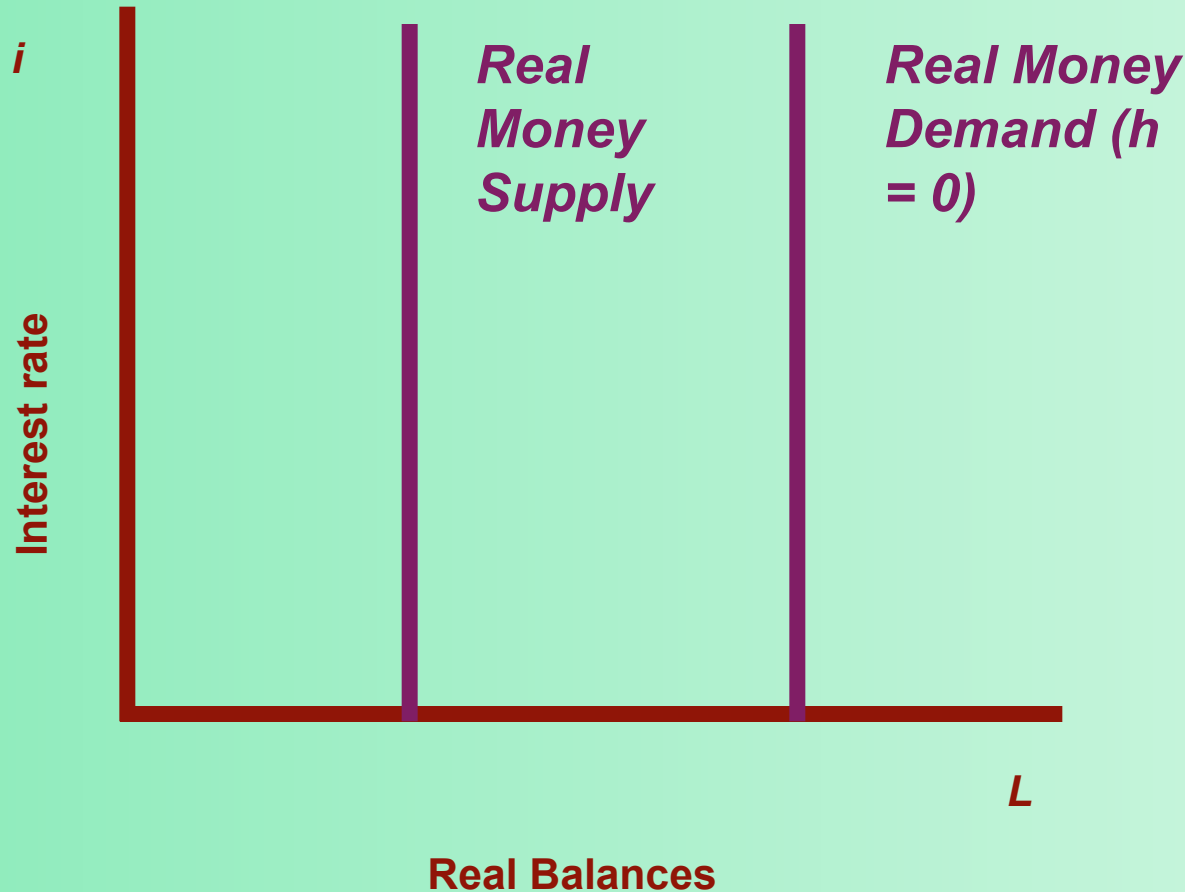 i
Real
Money
Supply
Real Money
Demand (h
= 0)
Interest rate
L
Real Balances